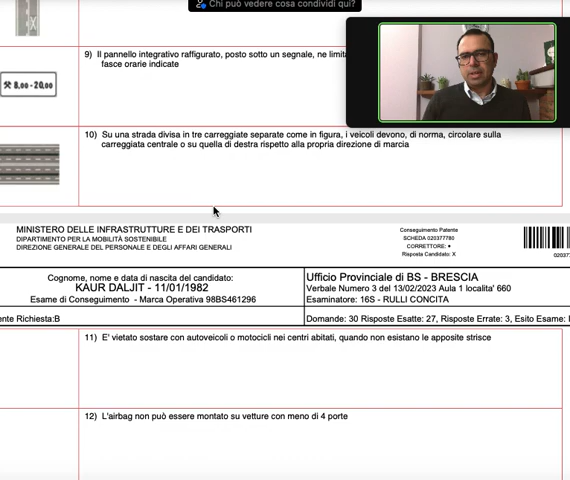 Chi può vedere cosa condividi qui?
9) Il pannello integrativo raffigurato, posto sotto un segnale, ne limita
fasce orarie indicate
8,00-20,00
10) Su una strada divisa in tre carreggiate separate come in figura, i veicoli devono, di norma, circolare sulla
carreggiata centrale o su quella di destra rispetto alla propria direzione di marcia
MINISTERO DELLE INFRASTRUTTURE E DEI TRASPORTI
DIPARTIMENTO PER LA MOBILITÀ SOSTENIBILE
DIREZIONE GENERALE DEL PERSONALE E DEGLI AFFARI GENERALI
Conseguimento Patente
SCHEDA 020377780
CORRETTORE: •
Risposta Candidato: X
02037
Cognome, nome e data di nascita del candidato:
KAUR DALJIT - 11/01/1982
Esame di Conseguimento - Marca Operativa 98BS461296
Ufficio Provinciale di BS - BRESCIA
Verbale Numero 3 del 13/02/2023 Aula 1 localita' 660
Esaminatore: 16S - RULLI CONCITA
ente Richiesta:B
Domande: 30 Risposte Esatte: 27, Risposte Errate: 3, Esito Esame:
11) E' vietato sostare con autoveicoli o motocicli nei centri abitati, quando non esistano le apposite strisce
12) L'airbag non può essere montato su vetture con meno di 4 porte